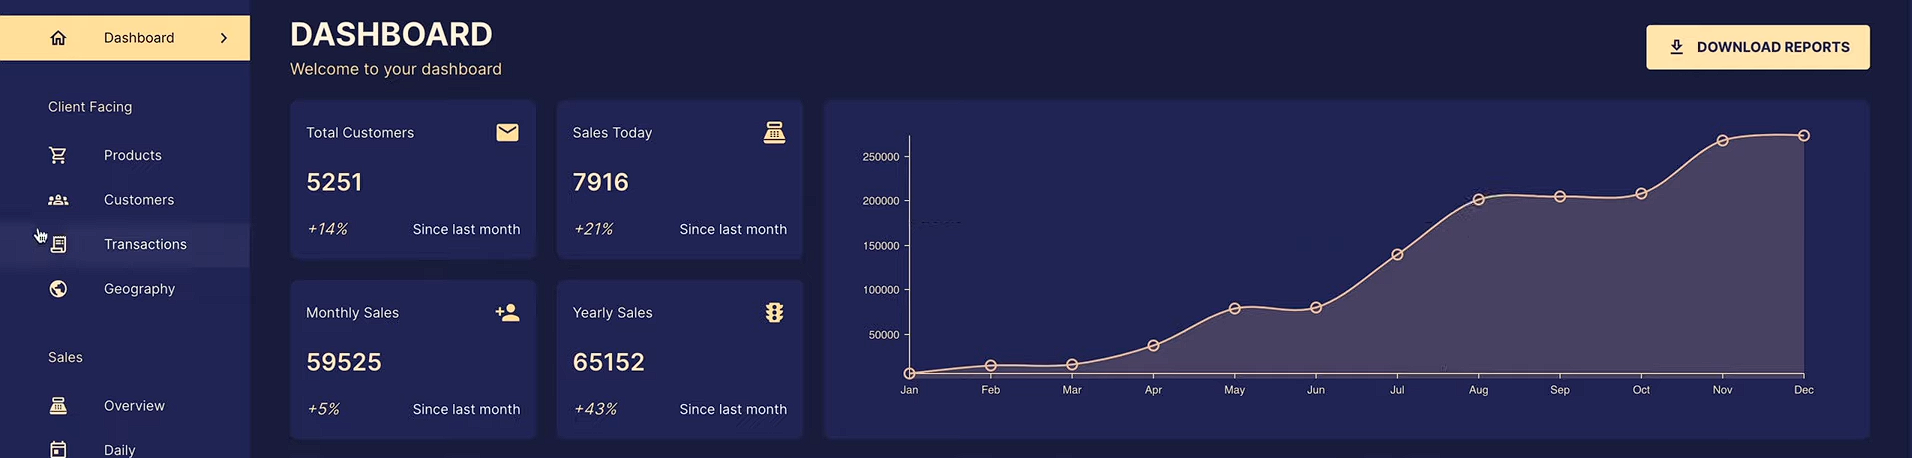 Dashboard
Client Facing
Products
Customers
Transactions
Geography
Sales
Overview
Daily
DASHBOARD
Welcome to your dashboard
DOWNLOAD REPORTS
Total Customers
5251
+14% Since last month
Sales Today
7916
+21% Since last month
Monthly Sales
59525
+5% Since last month
Yearly Sales
65152
+43% Since last month
250000
200000
150000
100000
50000
Jan Feb Mar Apr May Jun Jul Aug Sep Oct Nov Dec